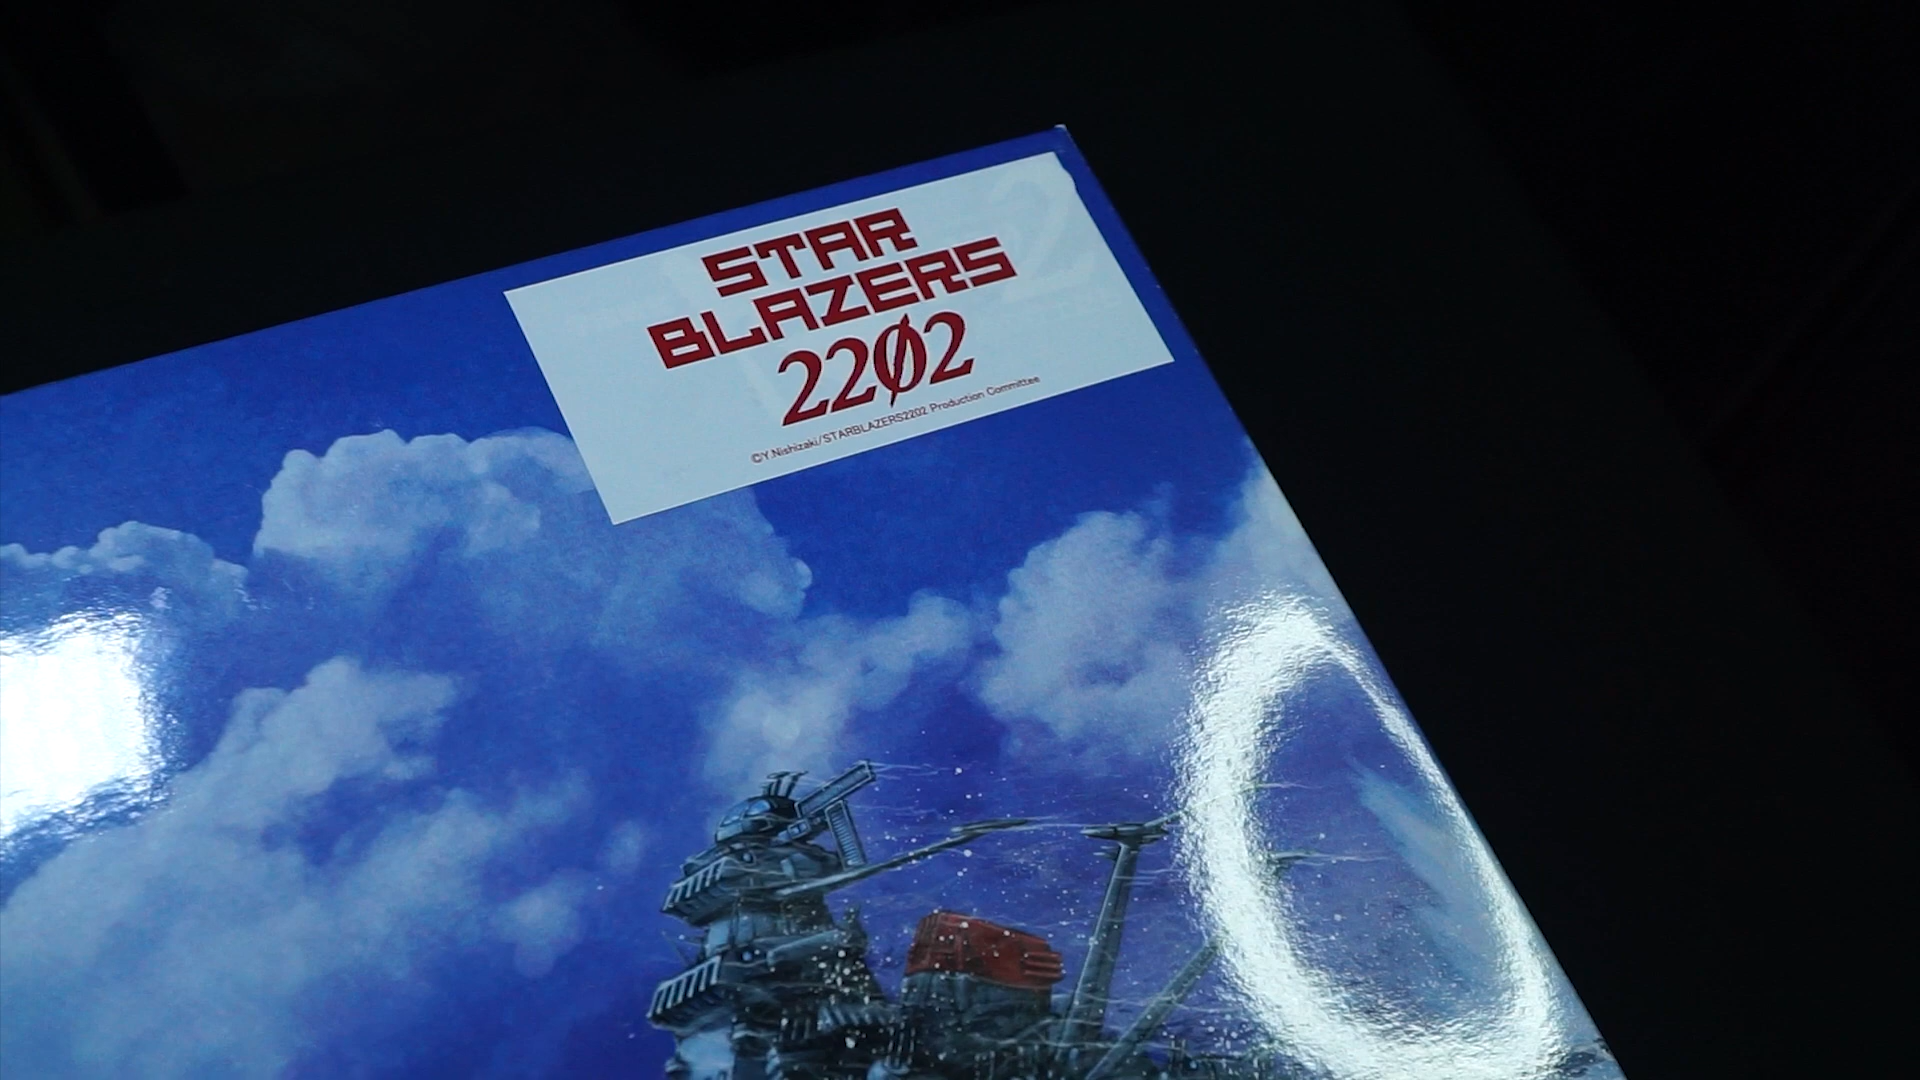 STAR
BLAZERS
22Ø2
©Y.Nishizaki/STARBLAZERS2202 Production Committee